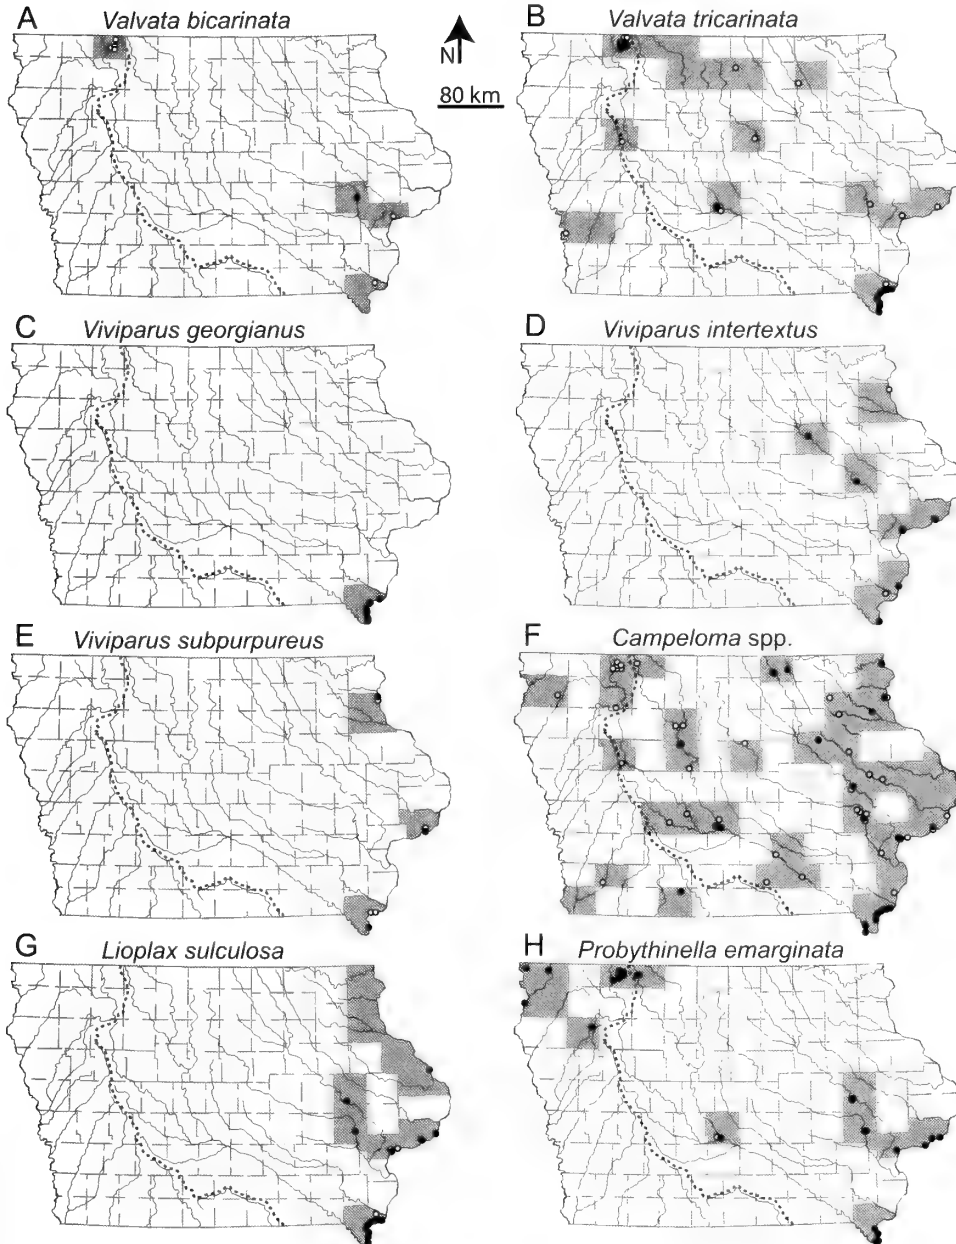 A Valvata bicarinata
B Valvata tricarinata
N
80 km
C Viviparus georgianus
D Viviparus intertextus
E Viviparus subpurpureus
F Campeloma spp.
G Lioplax sulculosa
H Probythinella emarginata